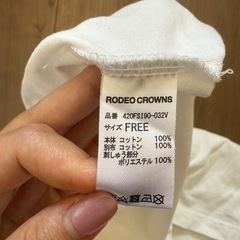 RODEO CROWNS
品番 420FSI90-032V
サイズ FREE
本体 コットン 100%
別布 コットン 100%
刺しゅう部分
ポリエステル 100%